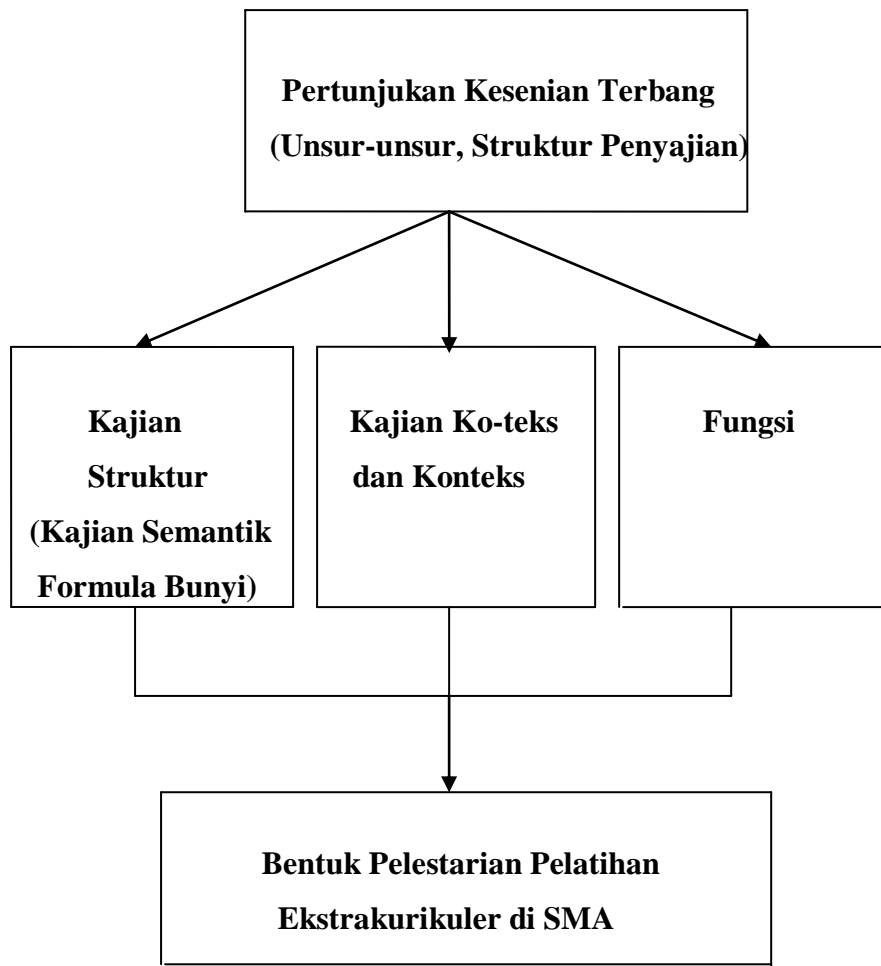 Pertunjukan Kesenian Terbang
(Unsur-unsur, Struktur Penyajian)
Kajian
Struktur
(Kajian Semantik
Formula Bunyi)
Kajian Ko-teks
dan Konteks
Fungsi
Bentuk Pelestarian Pelatihan
Ekstrakurikuler di SMA